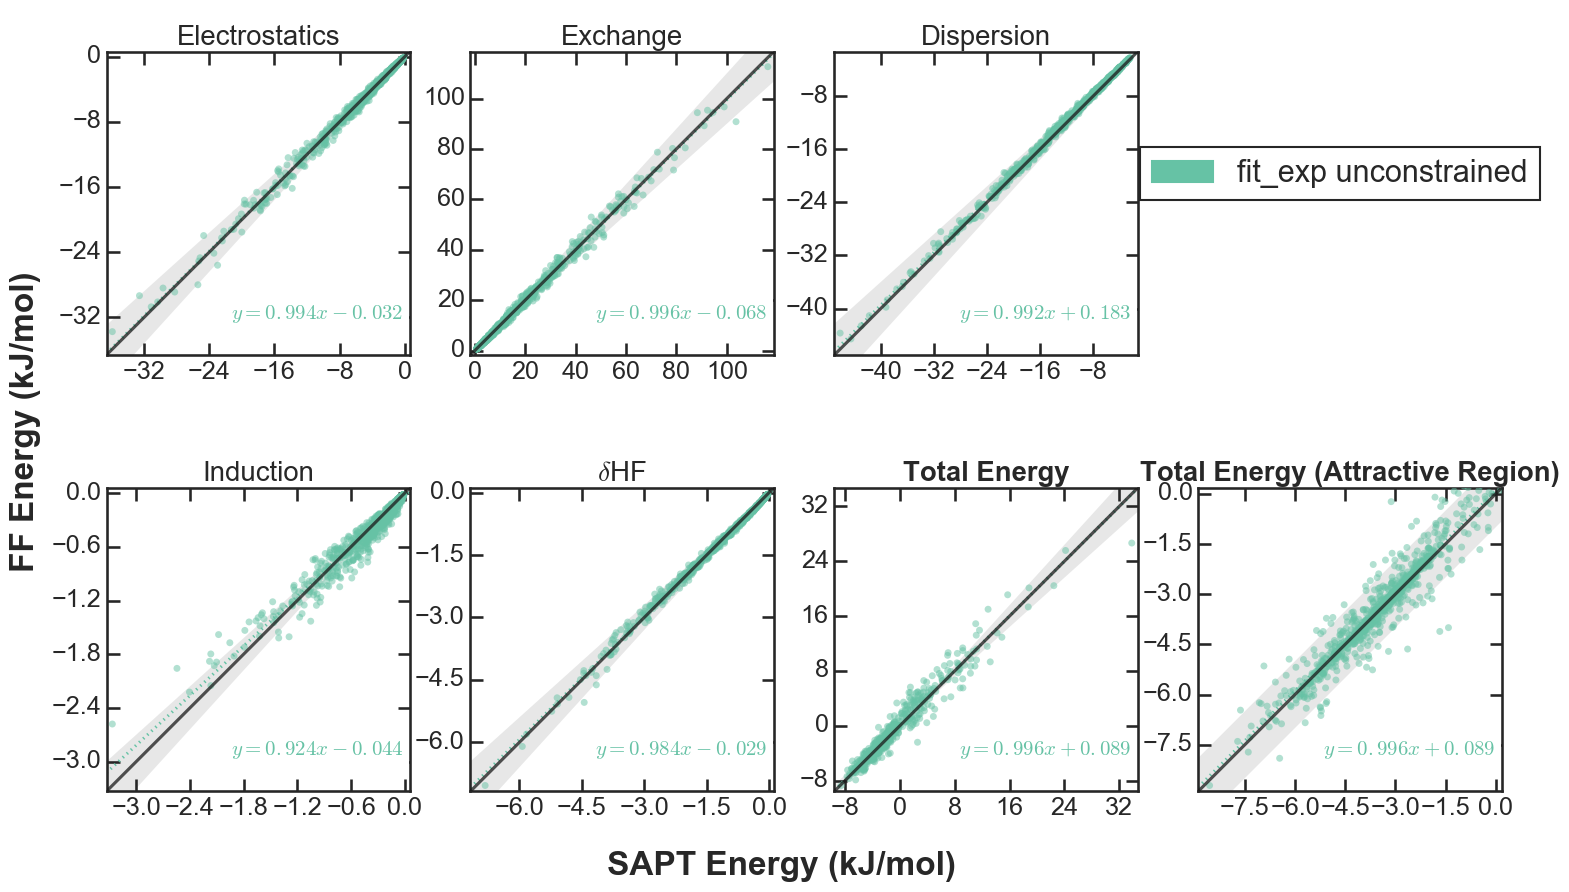 Electrostatics
Exchange
Dispersion
0
−8
−16
−24
−32
y = 0.994x − 0.032
−32 −24 −16 −8 0
100
80
60
40
20
0
y = 0.996x − 0.068
0 20 40 60 80 100
−8
−16
−24
−32
−40
y = 0.992x + 0.183
−40 −32 −24 −16 −8
fit_exp unconstrained
FF Energy (kJ/mol)
Induction
δHF
Total Energy
Total Energy (Attractive Region)
0.0
−0.6
−1.2
−1.8
−2.4
−3.0
y = 0.924x − 0.044
−3.0 −2.4 −1.8 −1.2 −0.6 0.0
0.0
−1.5
−3.0
−4.5
−6.0
y = 0.984x − 0.029
−6.0 −4.5 −3.0 −1.5 0.0
32
24
16
8
0
−8
y = 0.996x + 0.089
−8 0 8 16 24 32
0.0
−1.5
−3.0
−4.5
−6.0
−7.5
y = 0.996x + 0.089
−7.5 −6.0 −4.5 −3.0 −1.5 0.0
SAPT Energy (kJ/mol)